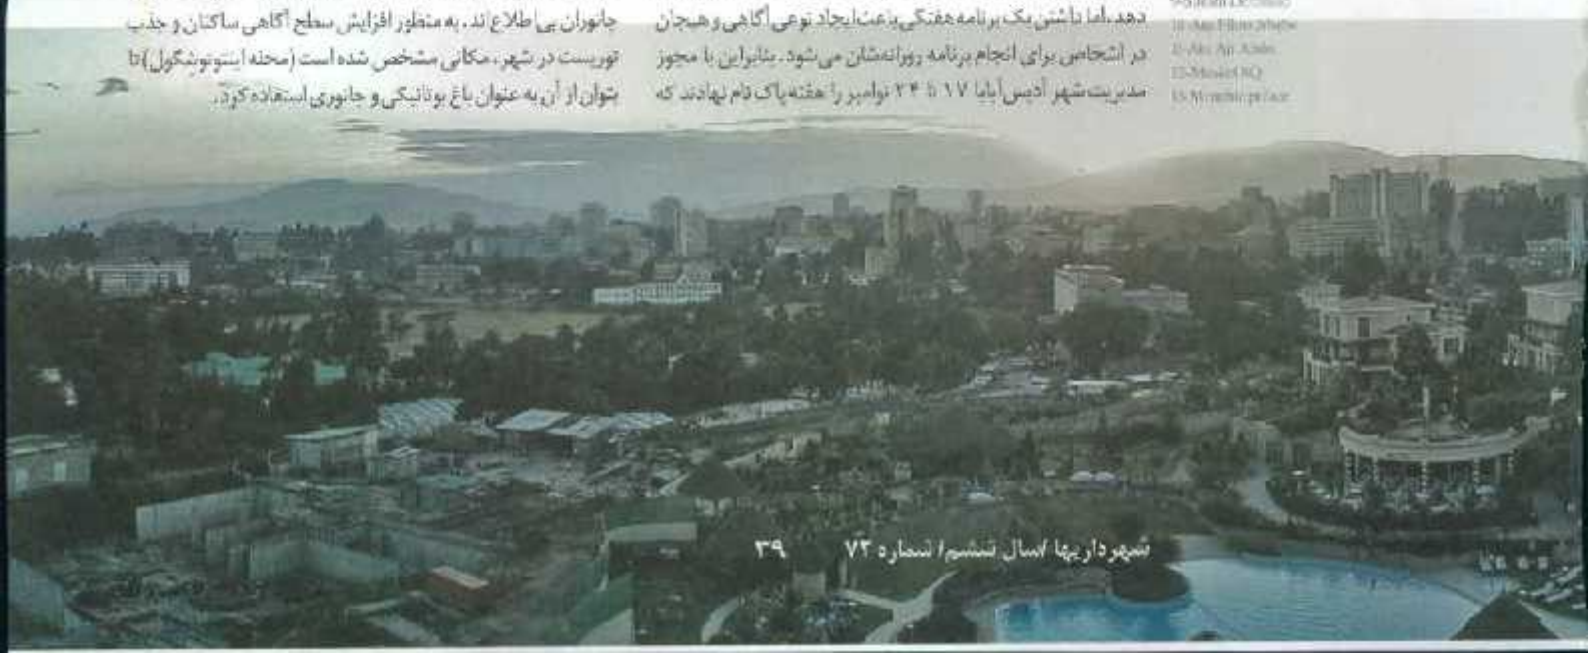 دهد، اما داشتن یک برنامه هفتگی باعث ایجاد نوعی آگاهی و هیجان
در اشخاص برای انجام برنامه روزانه‌شان می‌شود. بنابراین با مجوز
مدیریت شهر آدیس‌آبابا ۱۷ تا ۲۴ نوامبر را هفته پاک نام نهادند که
جانوران بی‌اطلاع‌اند. به منظور افزایش سطح آگاهی ساکنان و جذب
توریست در شهر، مکانی مشخص شده است (محله اینتوتوشگول) تا
بتوان از آن به عنوان باغ بوتانیکی و جانوری استفاده کرد.
شهرداریها /سال ششم/ شماره ۷۳ ۳۹